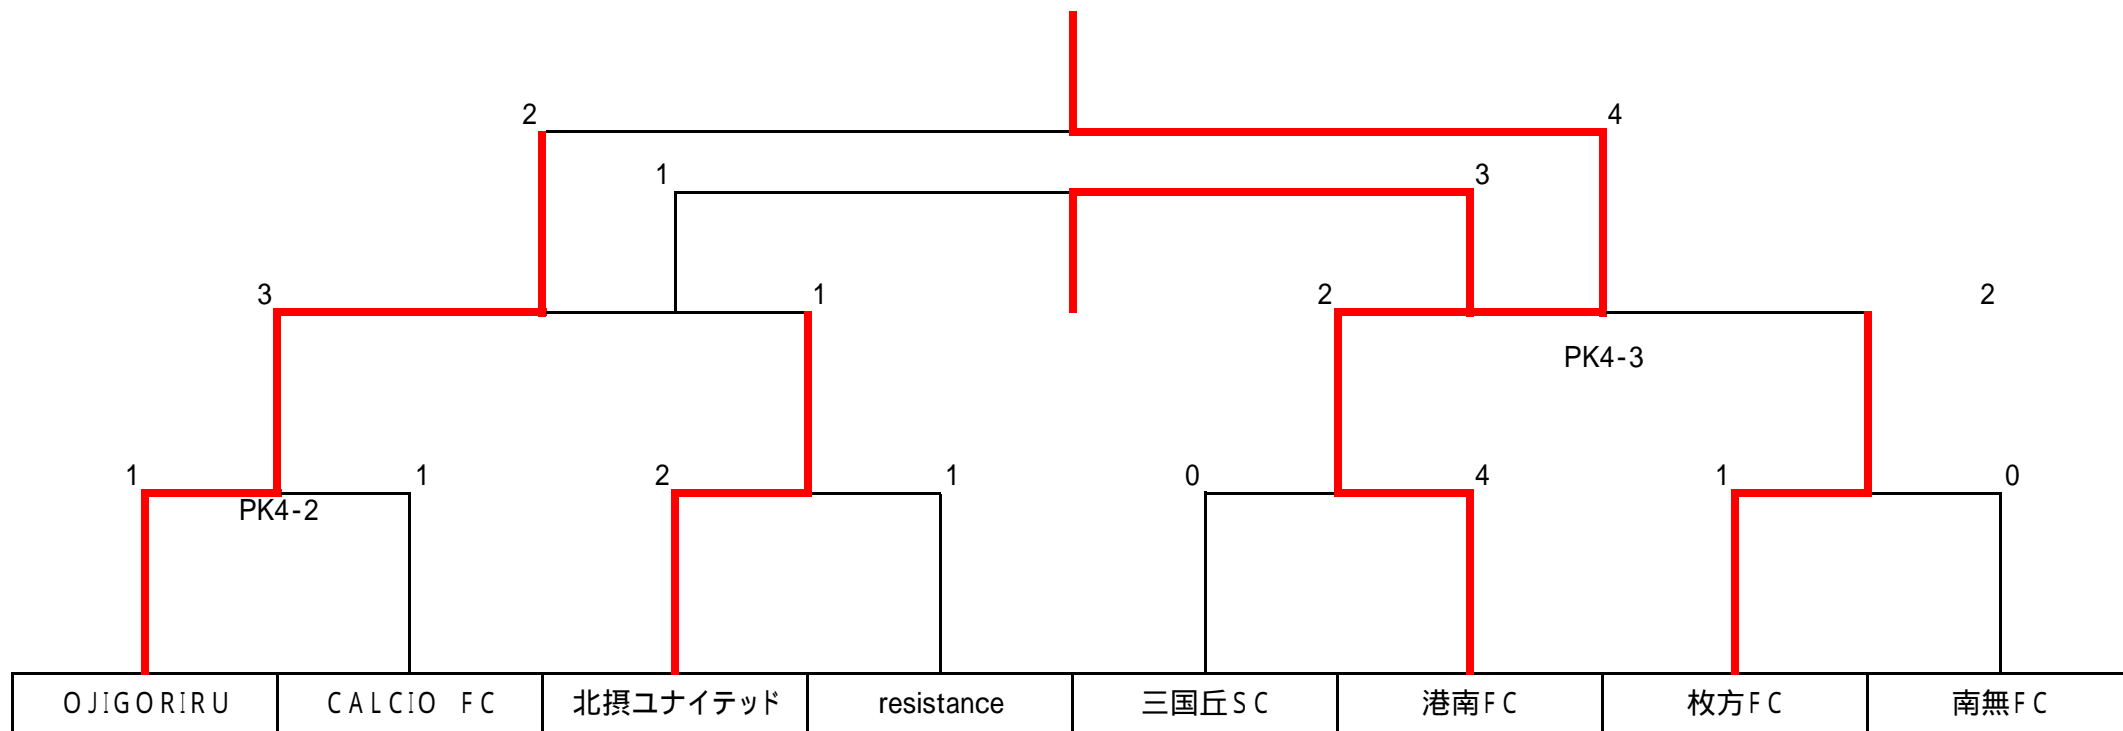 2 4
1 3
3 1 2 2
PK4-3
1 1 2 1 0 4 1 0
PK4-2
OJIGORIRU CALCIO FC 北摂ユナイテッド resistance 三国丘SC 港南FC 枚方FC 南無FC